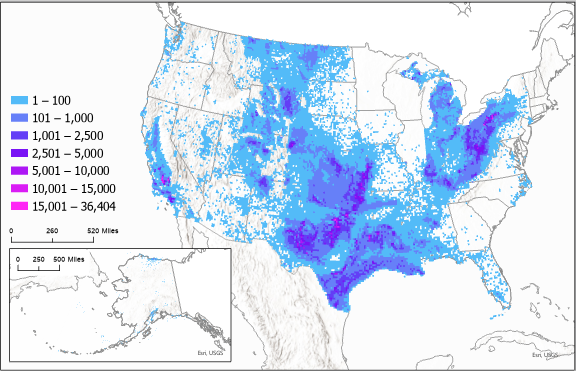 1 – 100
101 – 1,000
1,001 – 2,500
2,501 – 5,000
5,001 – 10,000
10,001 – 15,000
15,001 – 36,404
0 260 520 Miles
0 250 500 Miles
Esri, USGS
Esri, USGS